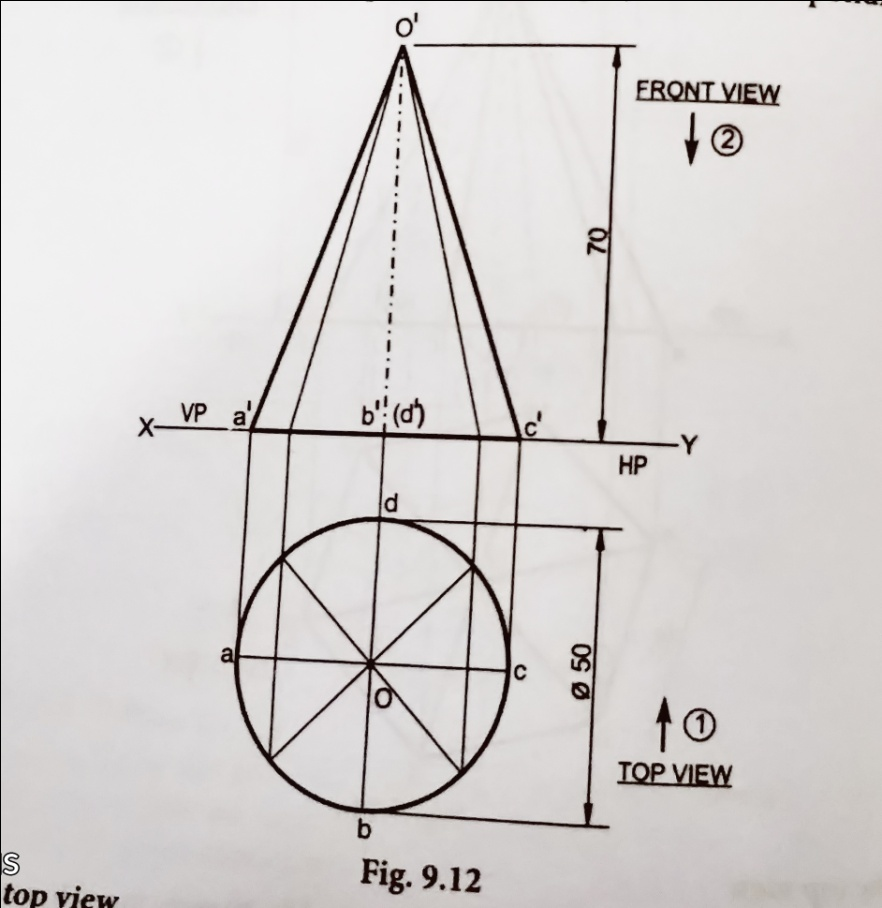 O'
FRONT VIEW
2
70
X VP a' b' (d') c' Y
HP
d
a
c
O
Ø 50
1
TOP VIEW
b
Fig. 9.12
S
top view